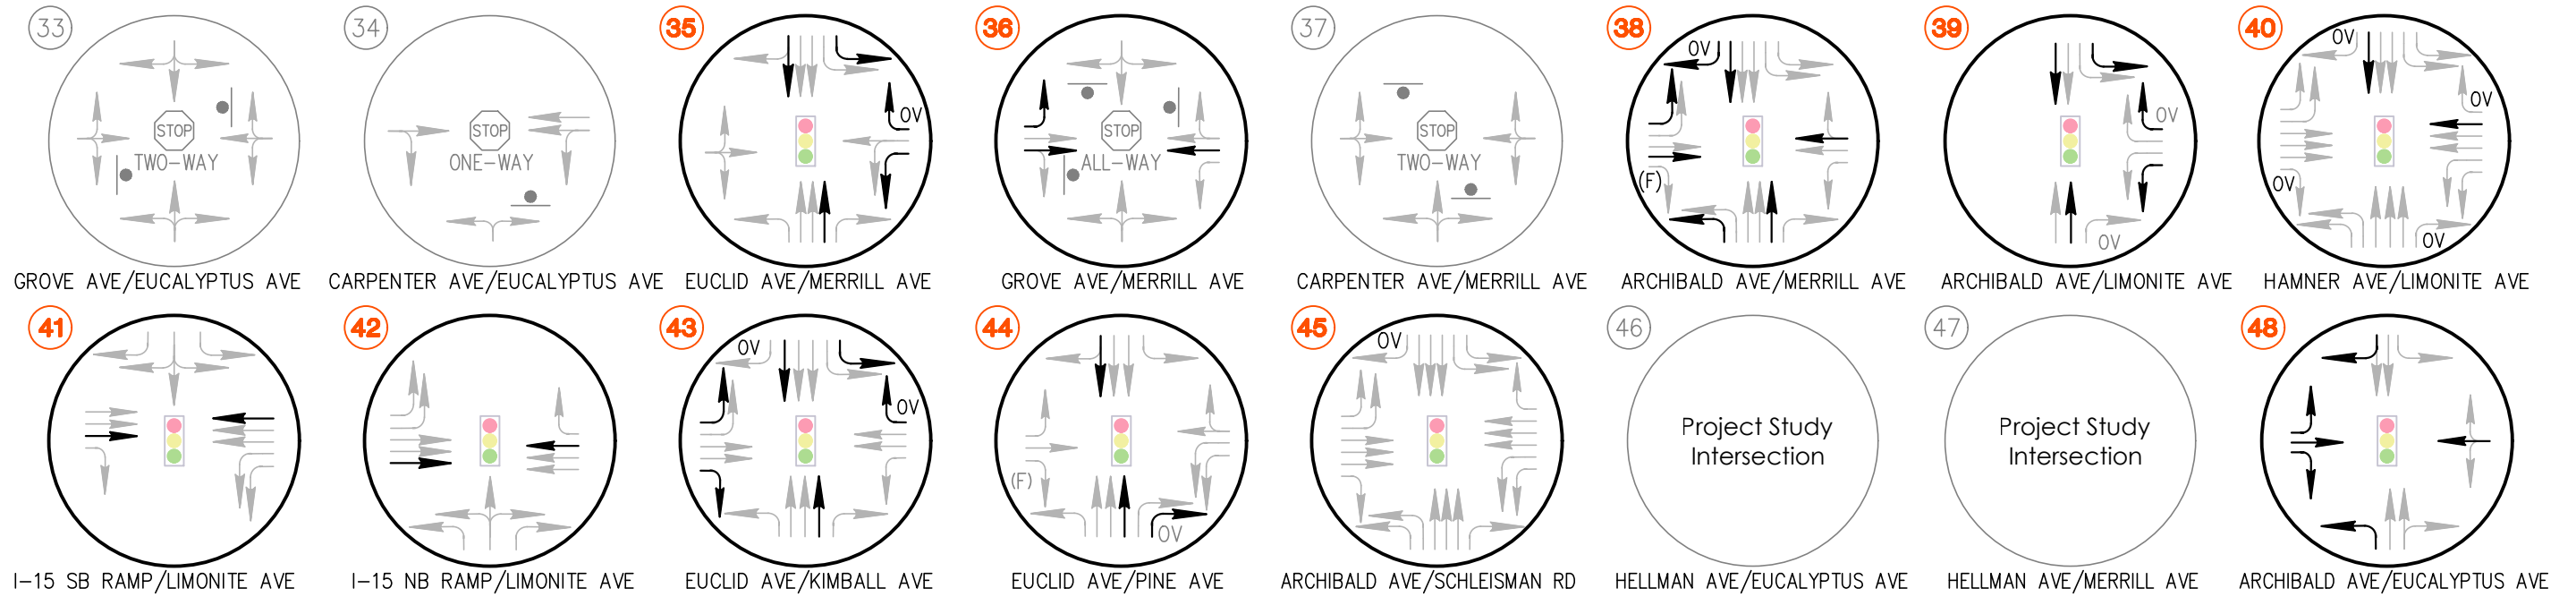 33 34 35 36 37 38 39 40
OV OV
OV OV OV
STOP STOP STOP STOP
TWO-WAY ONE-WAY ALL-WAY TWO-WAY
(F) OV
OV OV
GROVE AVE/EUCALYPTUS AVE CARPENTER AVE/EUCALYPTUS AVE EUCLID AVE/MERRILL AVE GROVE AVE/MERRILL AVE CARPENTER AVE/MERRILL AVE ARCHIBALD AVE/MERRILL AVE ARCHIBALD AVE/LIMONITE AVE HAMNER AVE/LIMONITE AVE
41 42 43 44 45 46 47 48
OV OV
OV
Project Study Project Study
Intersection Intersection
(F)
OV
I-15 SB RAMP/LIMONITE AVE I-15 NB RAMP/LIMONITE AVE EUCLID AVE/KIMBALL AVE EUCLID AVE/PINE AVE ARCHIBALD AVE/SCHLEISMAN RD HELLMAN AVE/EUCALYPTUS AVE HELLMAN AVE/MERRILL AVE ARCHIBALD AVE/EUCALYPTUS AVE